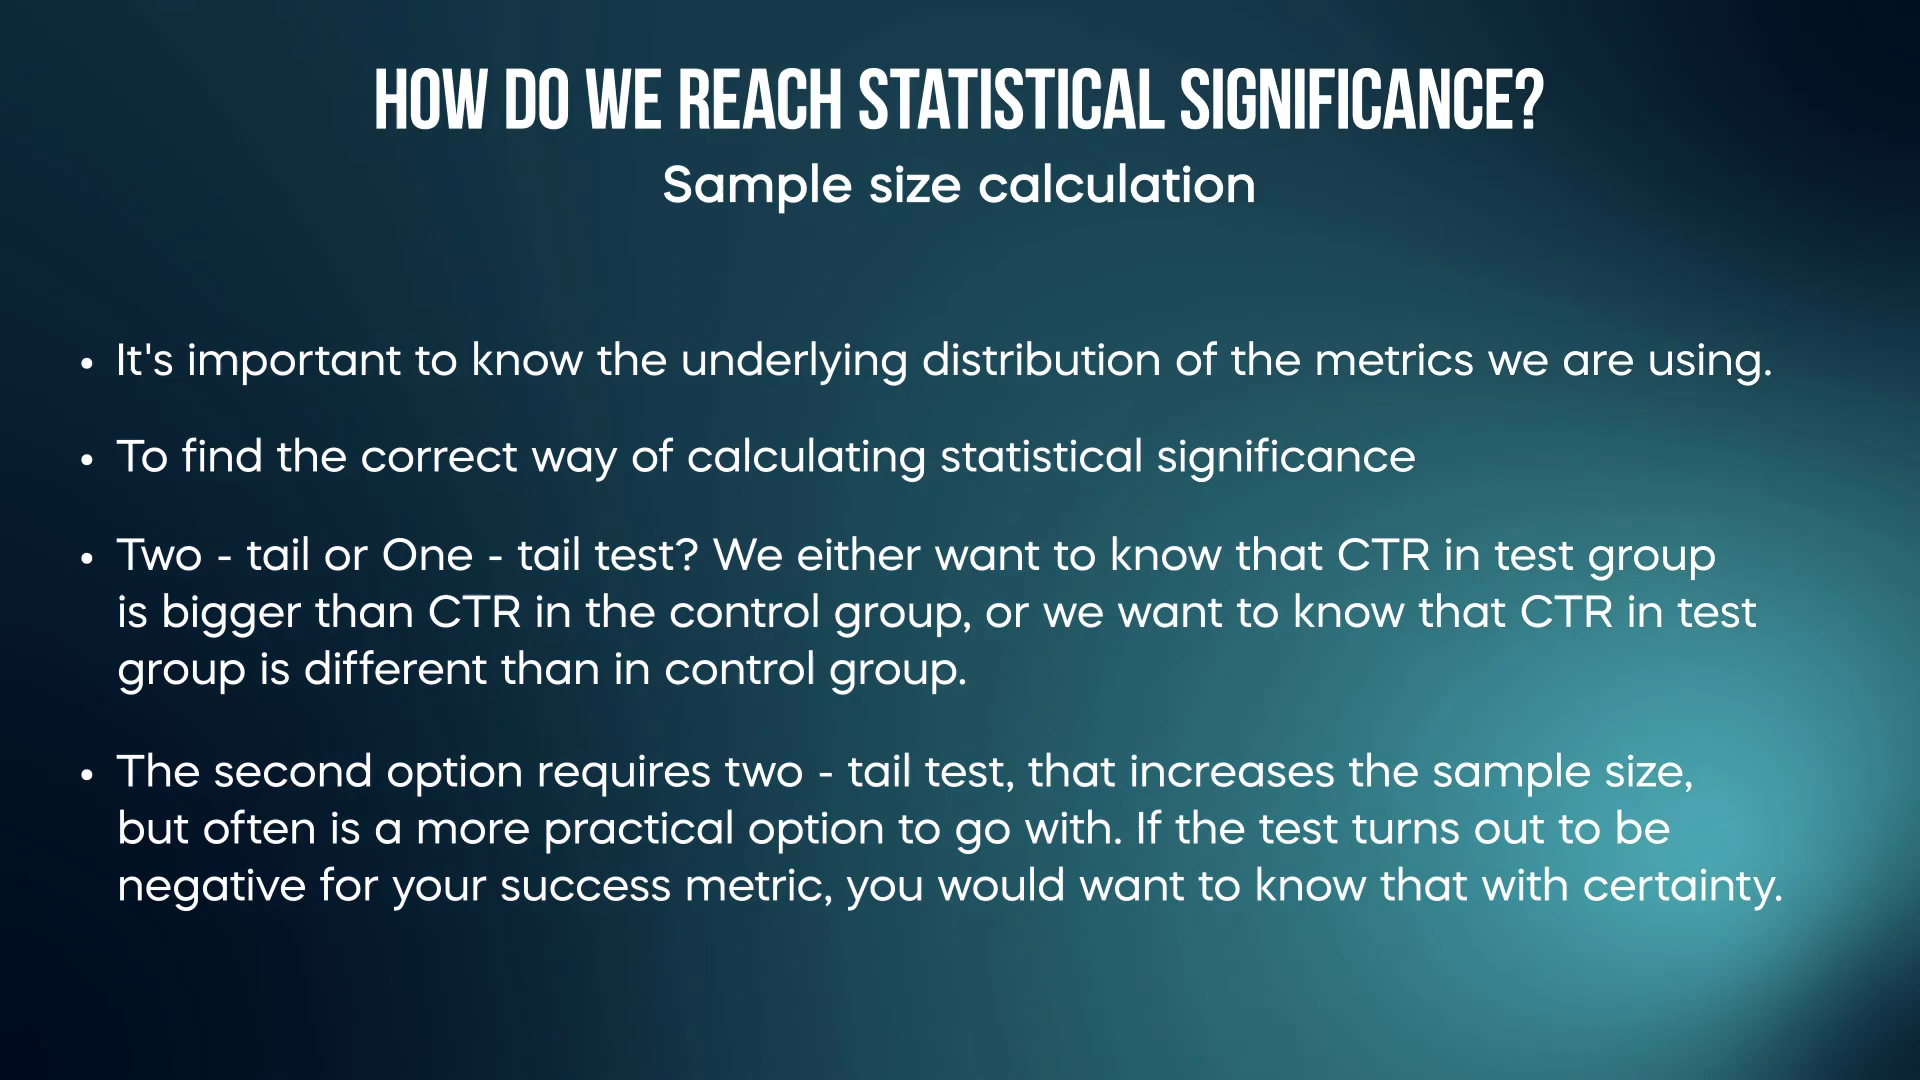 HOW DO WE REACH STATISTICAL SIGNIFICANCE?
Sample size calculation
• It's important to know the underlying distribution of the metrics we are using.
• To find the correct way of calculating statistical significance
• Two - tail or One - tail test? We either want to know that CTR in test group
is bigger than CTR in the control group, or we want to know that CTR in test
group is different than in control group.
• The second option requires two - tail test, that increases the sample size,
but often is a more practical option to go with. If the test turns out to be
negative for your success metric, you would want to know that with certainty.